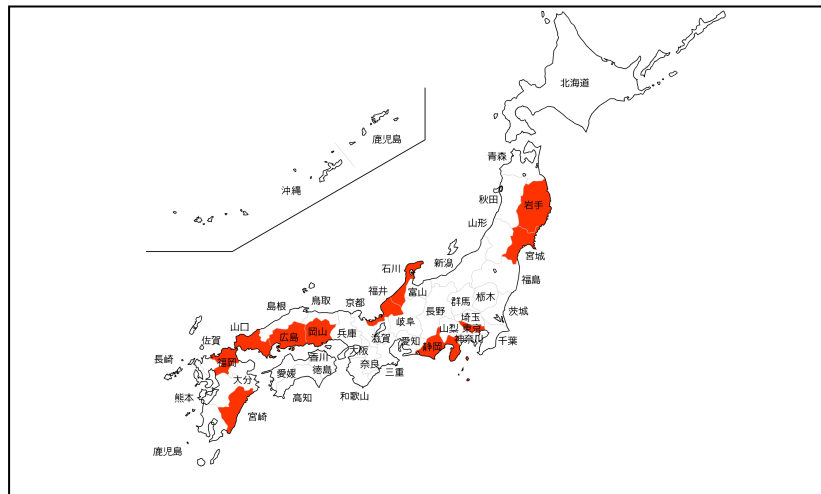 北海道
鹿児島
青森
沖縄
秋田
岩手
山形
宮城
新潟
石川
福島
福井
富山
群馬
栃木
鳥取
京都
島根
長野
茨城
埼玉
岐阜
山口
山梨
東京
岡山
兵庫
広島
滋賀
愛知
神奈川
千葉
佐賀
静岡
大阪
香川
長崎
福岡
奈良
徳島
三重
愛媛
大分
熊本
高知
和歌山
宮崎
鹿児島